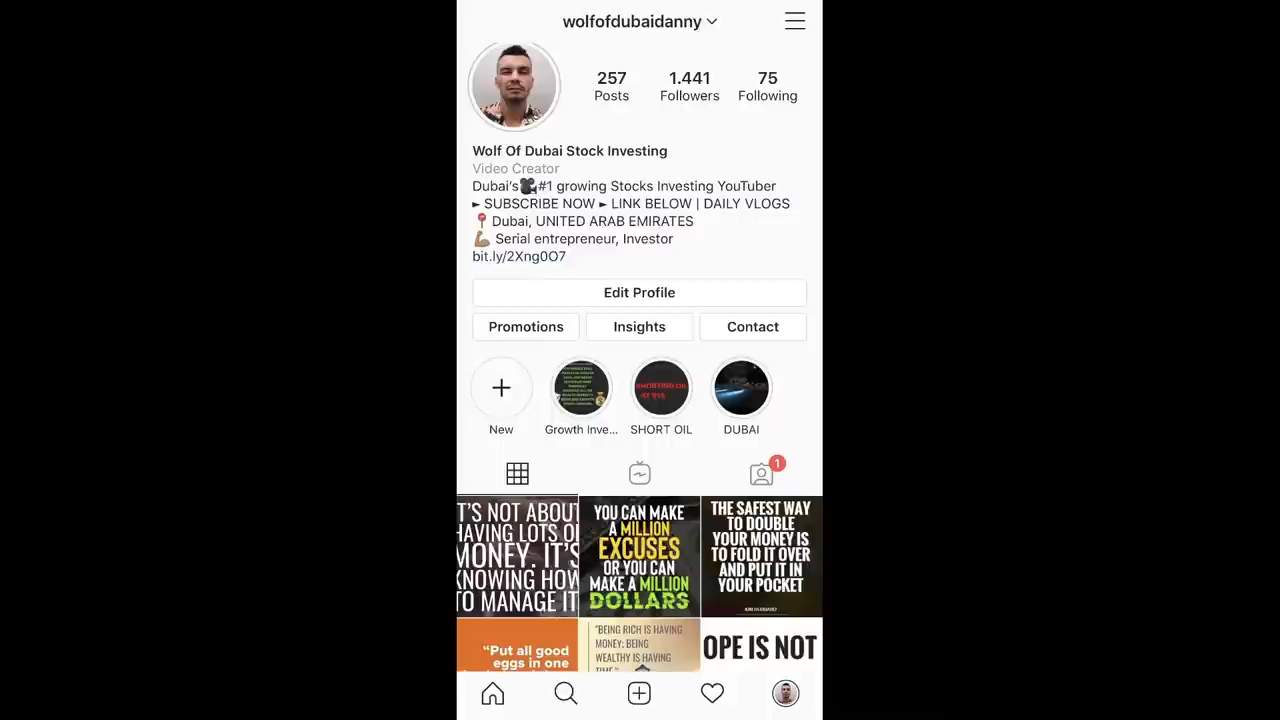 wolfofdubaidanny
257
1.441
75
Posts
Followers
Following
Wolf Of Dubai Stock Investing
Video Creator
Dubai's🎥#1 growing Stocks Investing YouTuber
► SUBSCRIBE NOW ► LINK BELOW | DAILY VLOGS
📍 Dubai, UNITED ARAB EMIRATES
💪🏽 Serial entrepreneur, Investor
bit.ly/2Xng0O7
Edit Profile
Promotions
Insights
Contact
SHORTING OIL
New
Growth Inve...
SHORT OIL
DUBAI
1
T'S NOT ABOUT
HAVING LOTS OF
MONEY. IT'S
KNOWING HOW
TO MANAGE IT
YOU CAN MAKE
A MILLION
EXCUSES
OR YOU CAN
MAKE A MILLION
DOLLARS
THE SAFEST WAY
TO DOUBLE
YOUR MONEY IS
TO FOLD IT OVER
AND PUT IT IN
YOUR POCKET
KIN HUBBARD
"Put all good
eggs in one
"BEING RICH IS HAVING
MONEY; BEING
WEALTHY IS HAVING
TIME."
OPE IS NOT